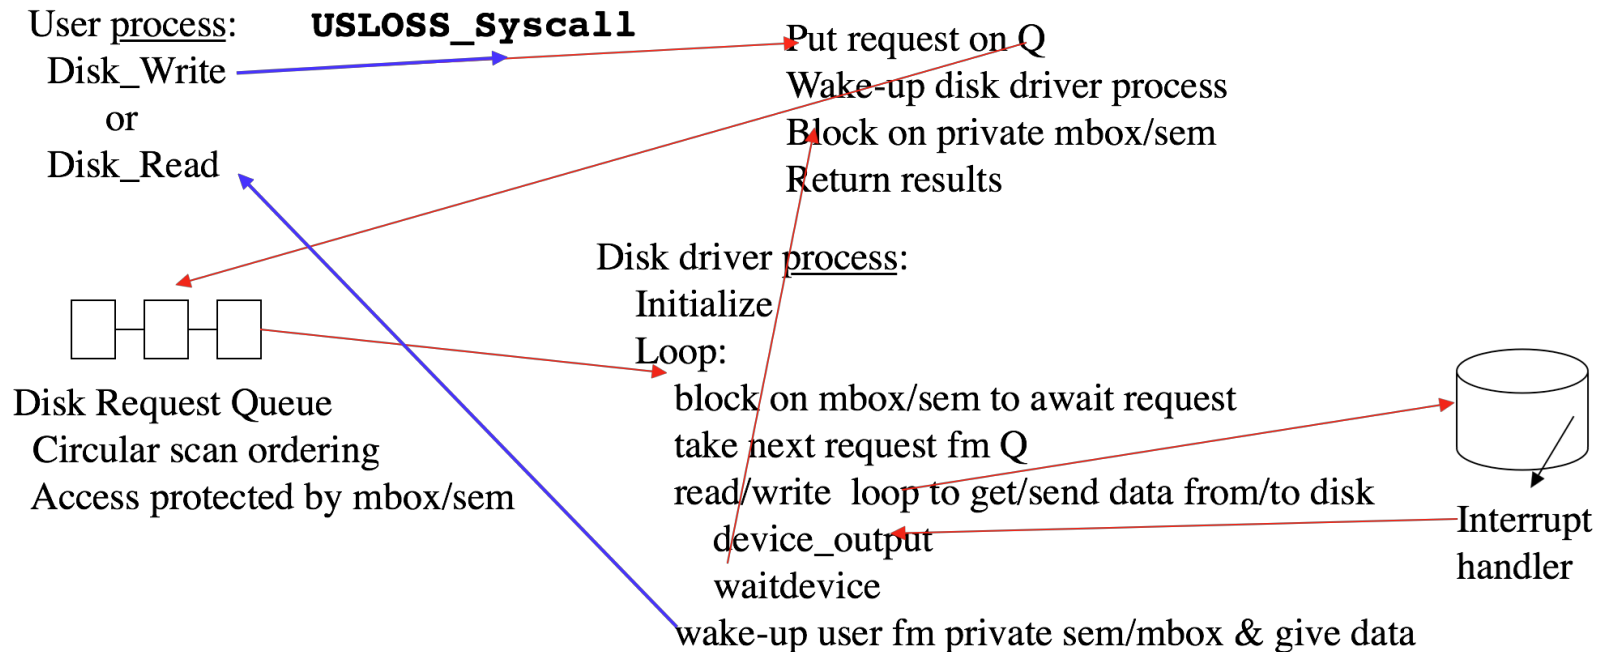 User process:
USLOSS_Syscall
Disk_Write
or
Disk_Read
Put request on Q
Wake-up disk driver process
Block on private mbox/sem
Return results
Disk driver process:
Initialize
Loop:
block on mbox/sem to await request
take next request fm Q
read/write loop to get/send data from/to disk
device_output
waitdevice
wake-up user fm private sem/mbox & give data
Disk Request Queue
Circular scan ordering
Access protected by mbox/sem
Interrupt
handler